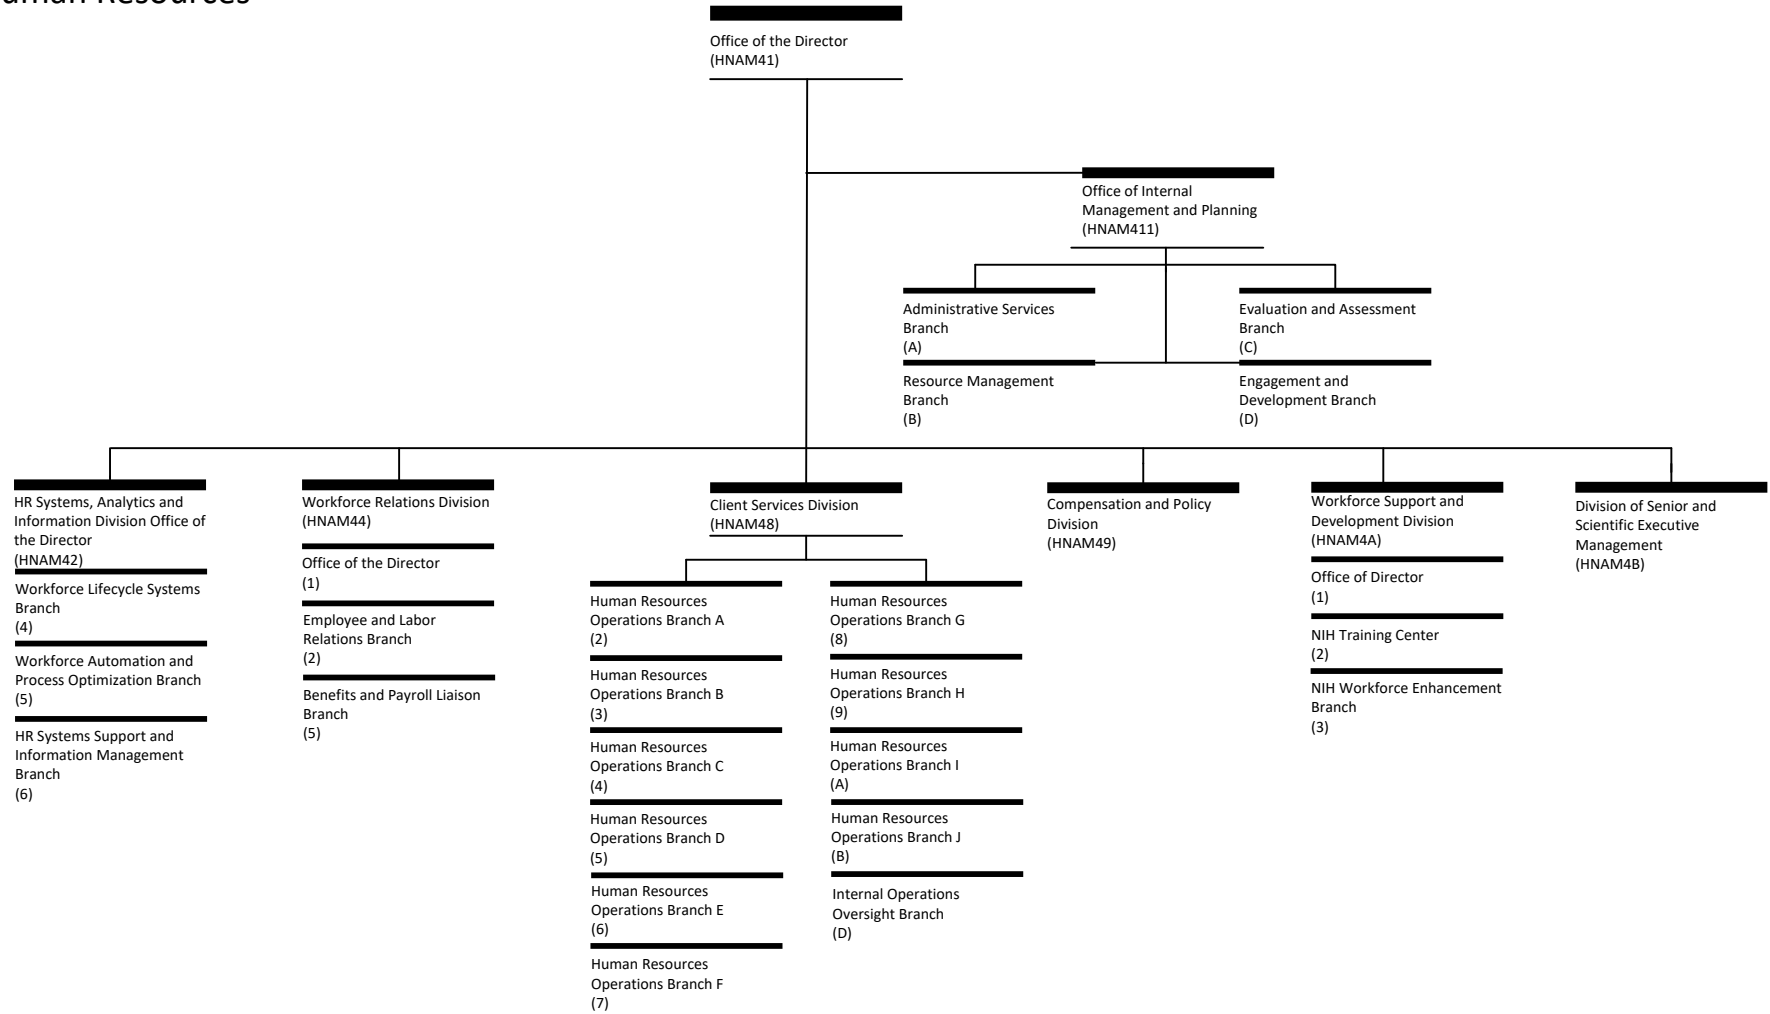 Resources
Office of the Director
(HNAM41)
Office of Internal
Management and Planning
(HNAM411)
Administrative Services
Branch
(A)
Resource Management
Branch
(B)
Evaluation and Assessment
Branch
(C)
Engagement and
Development Branch
(D)
HR Systems, Analytics and
Information Division Office of
the Director
(HNAM42)
Workforce Lifecycle Systems
Branch
(4)
Workforce Automation and
Process Optimization Branch
(5)
HR Systems Support and
Information Management
Branch
(6)
Workforce Relations Division
(HNAM44)
Office of the Director
(1)
Employee and Labor
Relations Branch
(2)
Benefits and Payroll Liaison
Branch
(5)
Client Services Division
(HNAM48)
Human Resources
Operations Branch A
(2)
Human Resources
Operations Branch B
(3)
Human Resources
Operations Branch C
(4)
Human Resources
Operations Branch D
(5)
Human Resources
Operations Branch E
(6)
Human Resources
Operations Branch F
(7)
Human Resources
Operations Branch G
(8)
Human Resources
Operations Branch H
(9)
Human Resources
Operations Branch I
(A)
Human Resources
Operations Branch J
(B)
Internal Operations
Oversight Branch
(D)
Compensation and Policy
Division
(HNAM49)
Workforce Support and
Development Division
(HNAM4A)
Office of Director
(1)
NIH Training Center
(2)
NIH Workforce Enhancement
Branch
(3)
Division of Senior and
Scientific Executive
Management
(HNAM4B)